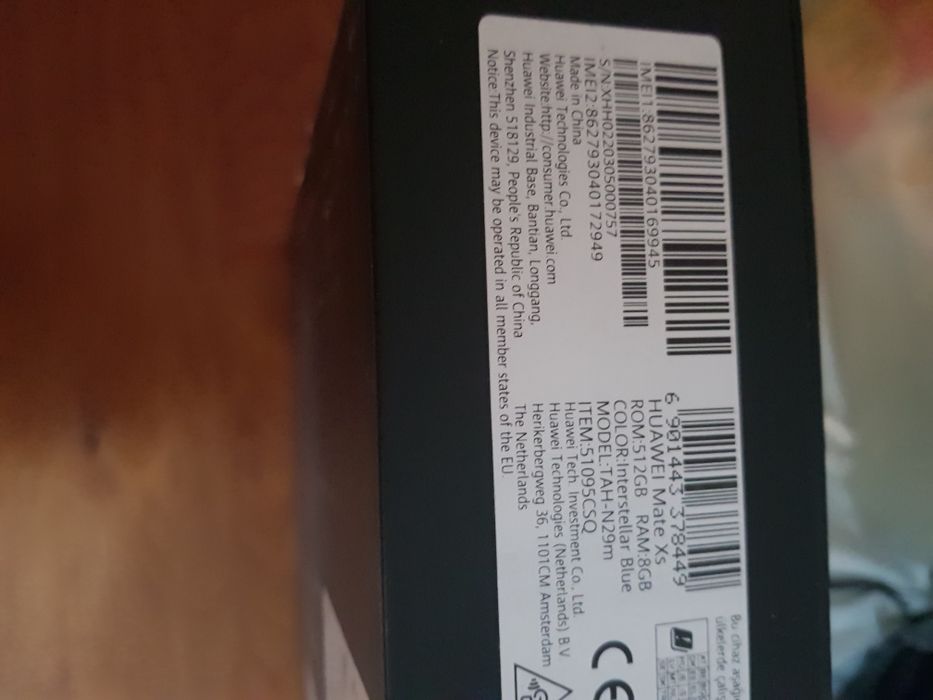 IMEI1:862793040169945
S/N:XHH0220305000757
IMEI2:862793040172949
Made in China
Huawei Technologies Co., Ltd.
Website:http://consumer.huawei.com
Huawei Industrial Base, Bantian, Longgang,
Shenzhen 518129, People's Republic of China
Notice:This device may be operated in all member states of the EU
6 901443 378449
HUAWEI Mate Xs
ROM:512GB RAM:8GB
COLOR:Interstellar Blue
MODEL:TAH-N29m
ITEM:51095CSQ
Huawei Tech. Investment Co., Ltd.
Huawei Technologies (Netherlands) B.V
Herikerbergweg 36, 1101CM Amsterdam
The Netherlands
Bu cihaz
ülkelerde
CE